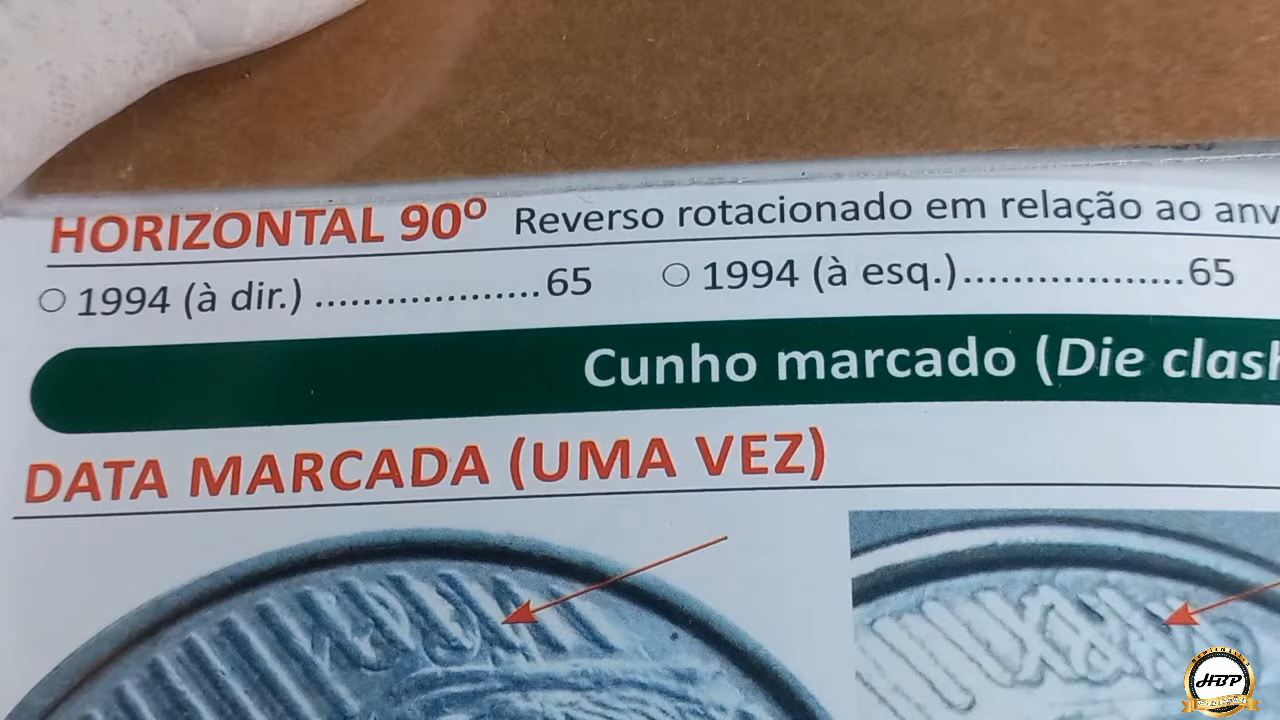 HORIZONTAL 90º Reverso rotacionado em relação ao anv
○ 1994 (à dir.) ...................65 ○ 1994 (à esq.)...................65
Cunho marcado (Die clash
DATA MARCADA (UMA VEZ)
HBP